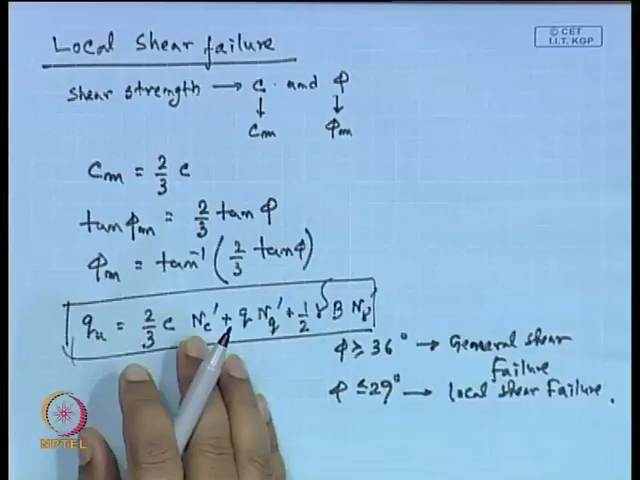 Local Shear failure
© CET
I.I.T. KGP
Shear strength → c and φ
↓ ↓
Cm φm
Cm = 2/3 c
tan φm = 2/3 tan φ
φm = tan⁻¹ (2/3 tan φ)
qu = 2/3 c Nc' + q Nq' + 1/2 γ B Nγ
φ ≥ 36° → General shear
Failure
φ ≤ 29° → Local Shear Failure.
NPTEL